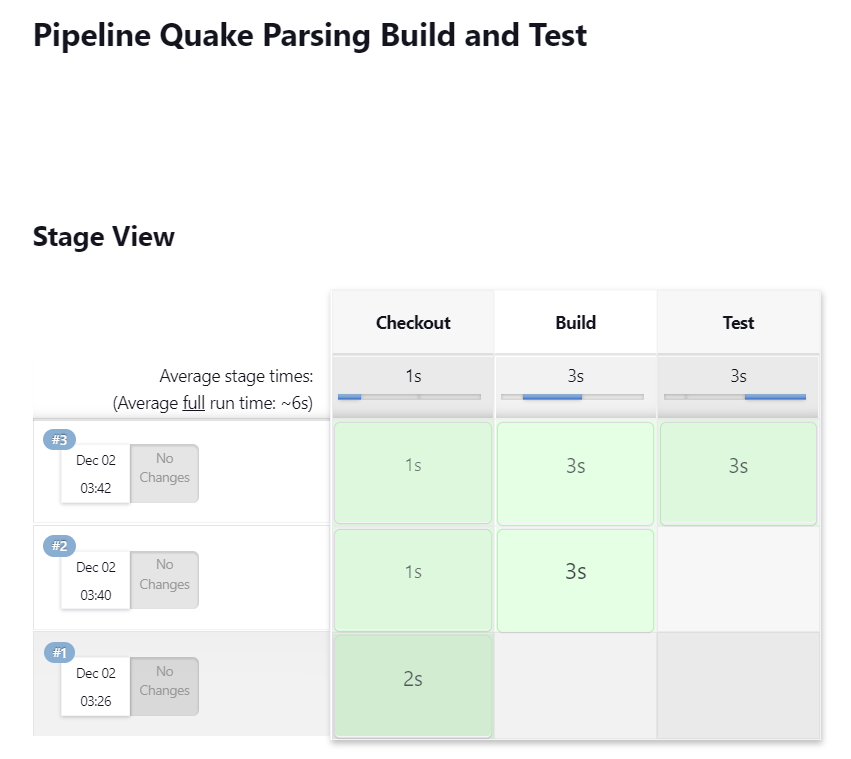 Pipeline Quake Parsing Build and Test
Stage View
Checkout Build Test
Average stage times: 1s 3s 3s
(Average full run time: ~6s)
#3
Dec 02
03:42
No
Changes
1s 3s 3s
#2
Dec 02
03:40
No
Changes
1s 3s
#1
Dec 02
03:26
No
Changes
2s